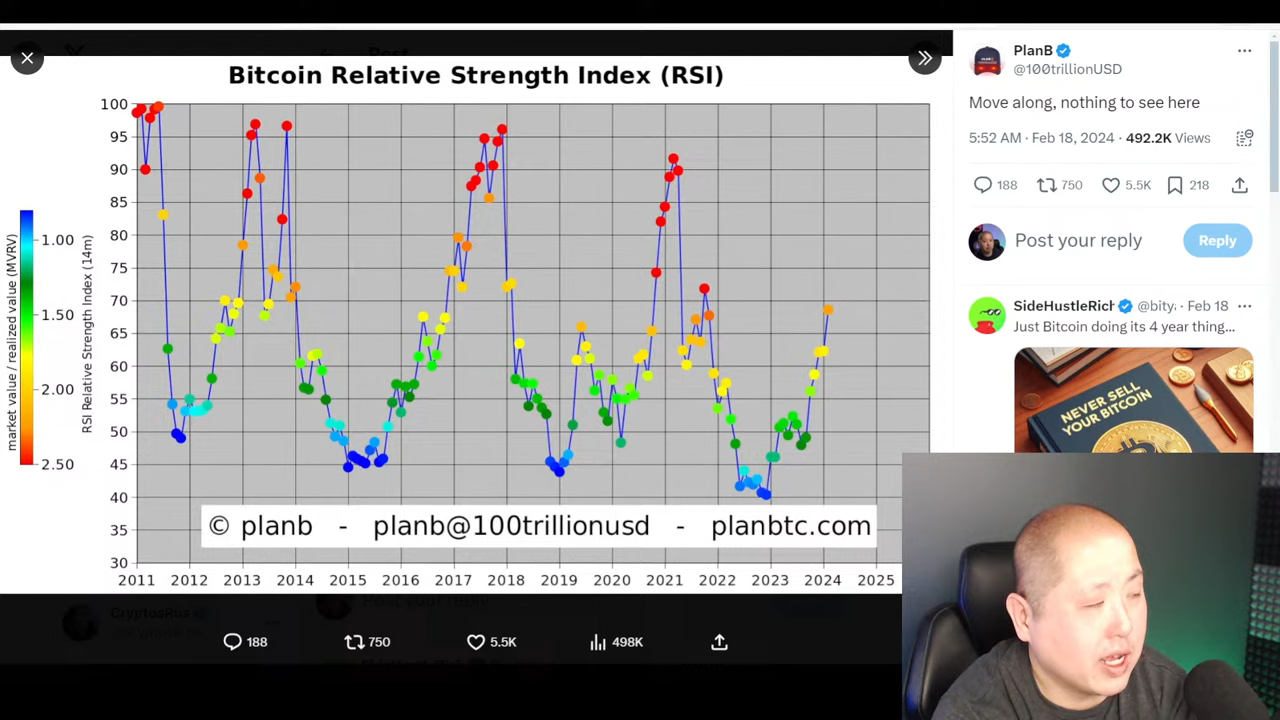 Post
Bitcoin Relative Strength Index (RSI)
100
95
90
85
80
75
70
65
60
55
50
45
40
35
30
RSI Relative Strength Index (14m)
1.00
1.50
2.00
2.50
market value / realized value (MVRV)
© planb - planb@100trillionusd - planbtc.com
2011 2012 2013 2014 2015 2016 2017 2018 2019 2020 2021 2022 2023 2024 2025
CryptosRus
Post your reply
188 750 5.5K 498K
PlanB
@100trillionUSD
Move along, nothing to see here
5:52 AM · Feb 18, 2024 · 492.2K Views
188 750 5.5K 218
Post your reply
Reply
SideHustleRich @bity. · Feb 18
Just Bitcoin doing its 4 year thing...
NEVER SELL
YOUR BITCOIN